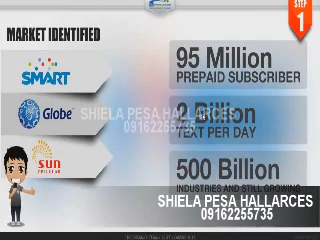 STEP
1
MARKET IDENTIFIED
SMART
Globe
SUN
CELLULAR
95 Million
PREPAID SUBSCRIBER
SHIELA PESA HALLARCES
09162255735
2 Billion
TEXT PER DAY
500 Billion
INDUSTRIES AND STILL GROWING
SHIELA PESA HALLARCES
09162255735